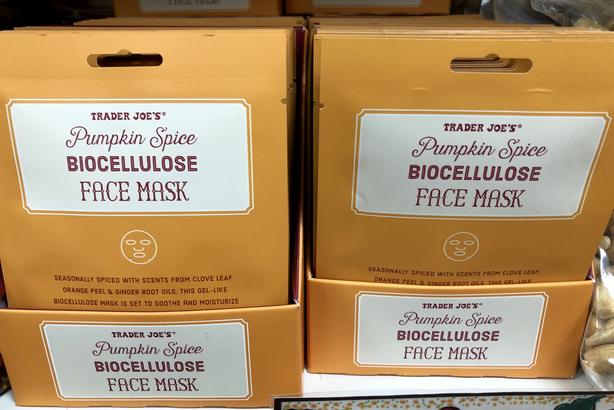 FACE MASK
TRADER JOE'S®
Pumpkin Spice
BIOCELLULOSE
FACE MASK
SEASONALLY SPICED WITH SCENTS FROM CLOVE LEAF,
ORANGE PEEL & GINGER ROOT OILS, THIS GEL-LIKE
BIOCELLULOSE MASK IS SET TO SOOTHE AND MOISTURIZE
TRADER JOE'S®
Pumpkin Spice
BIOCELLULOSE
FACE MASK
TRADER JOE'S®
Pumpkin Spice
BIOCELLULOSE
FACE MASK
SEASONALLY SPICED WITH SCENTS FROM CLOVE LEAF,
ORANGE PEEL & GINGER ROOT OILS, THIS GEL-LIKE
TRADER JOE'S®
Pumpkin Spice
BIOCELLULOSE
FACE MASK